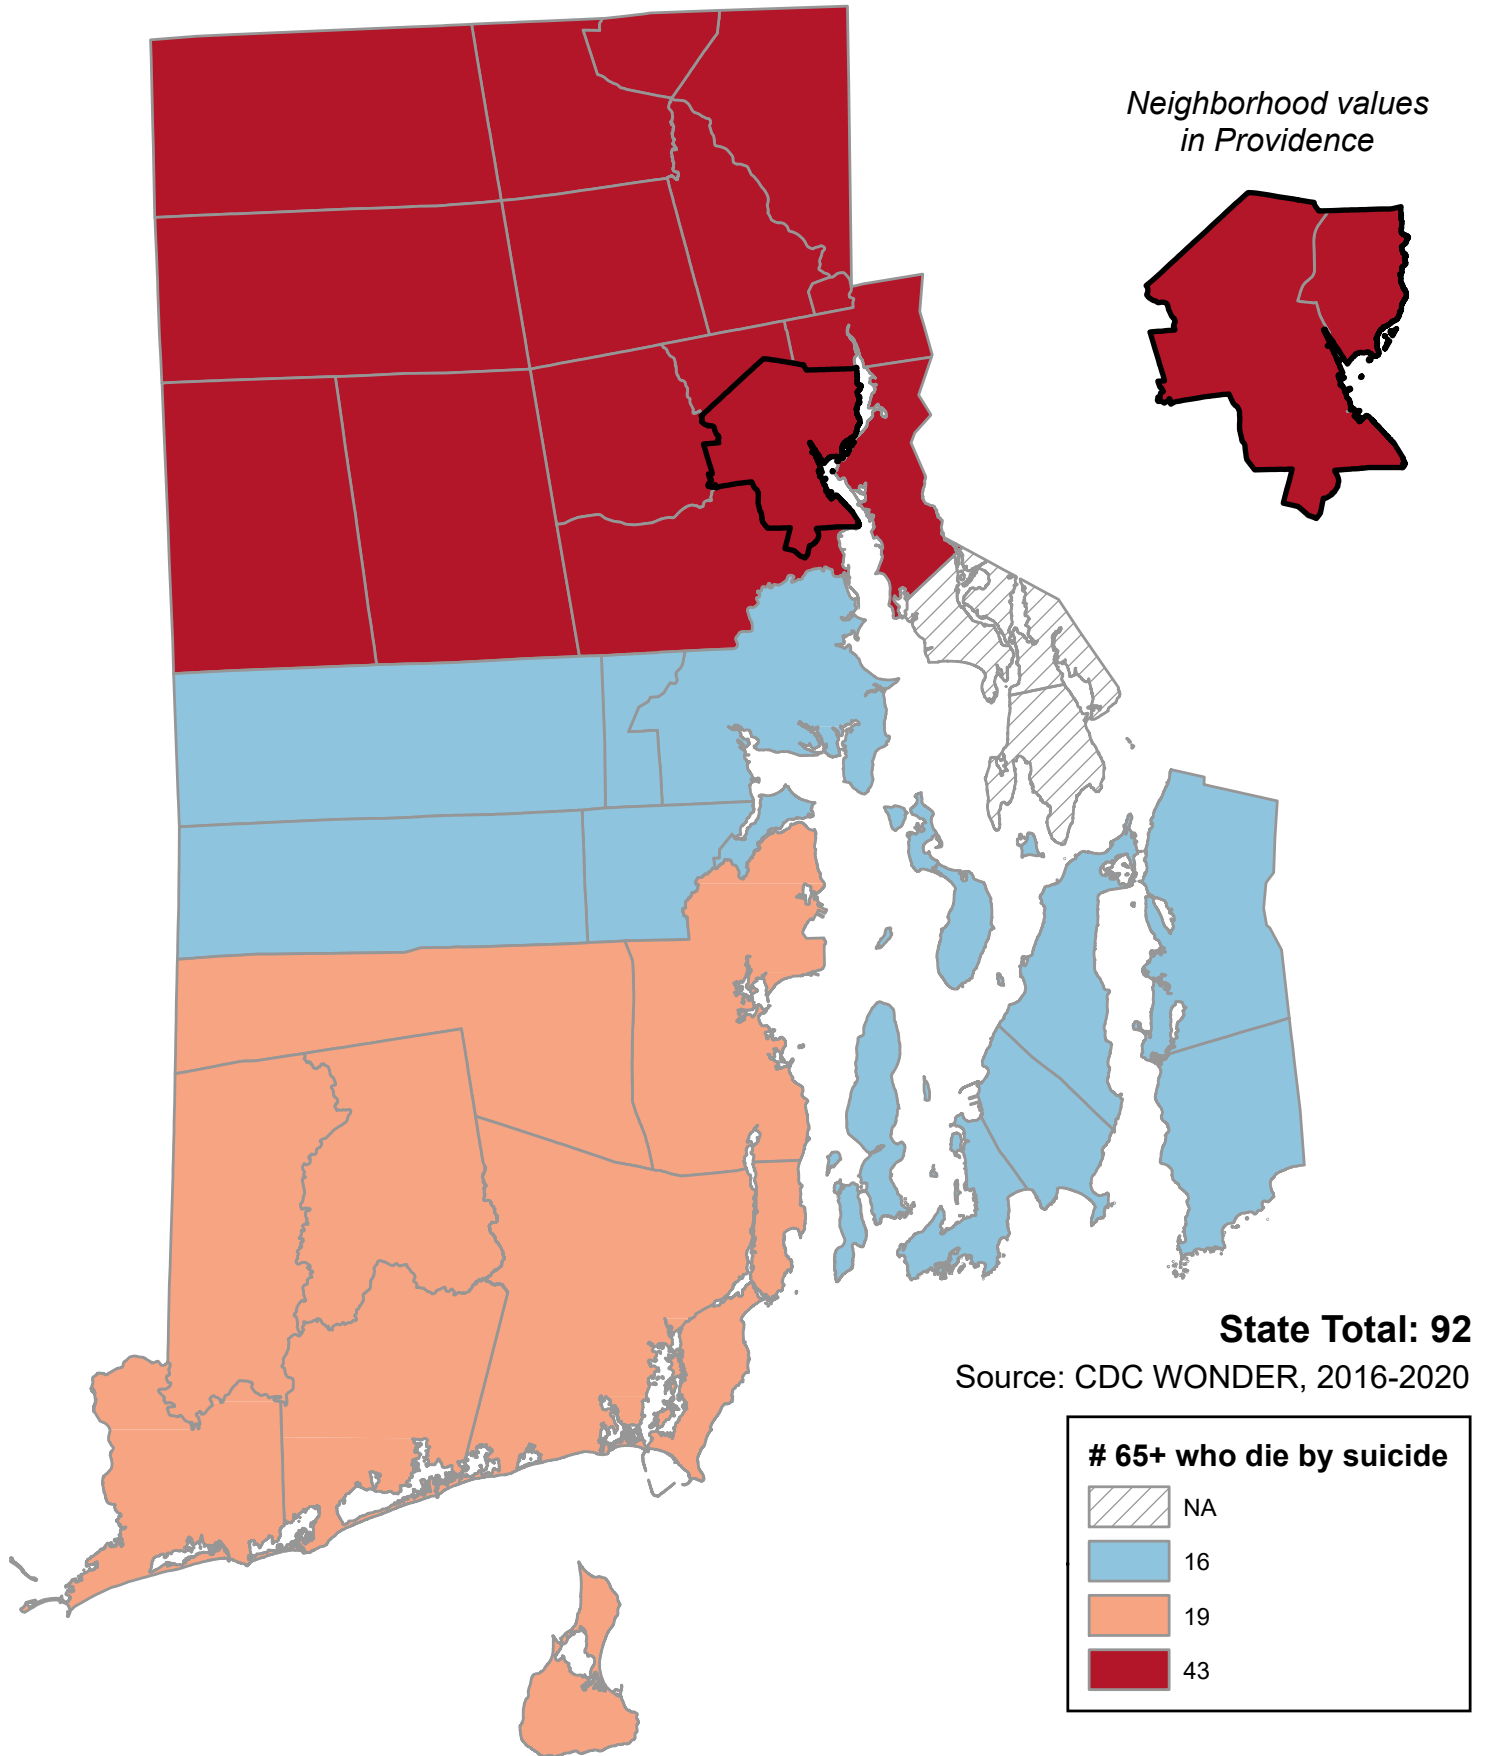 Neighborhood values
in Providence
State Total: 92
Source: CDC WONDER, 2016-2020
# 65+ who die by suicide
NA
16
19
43